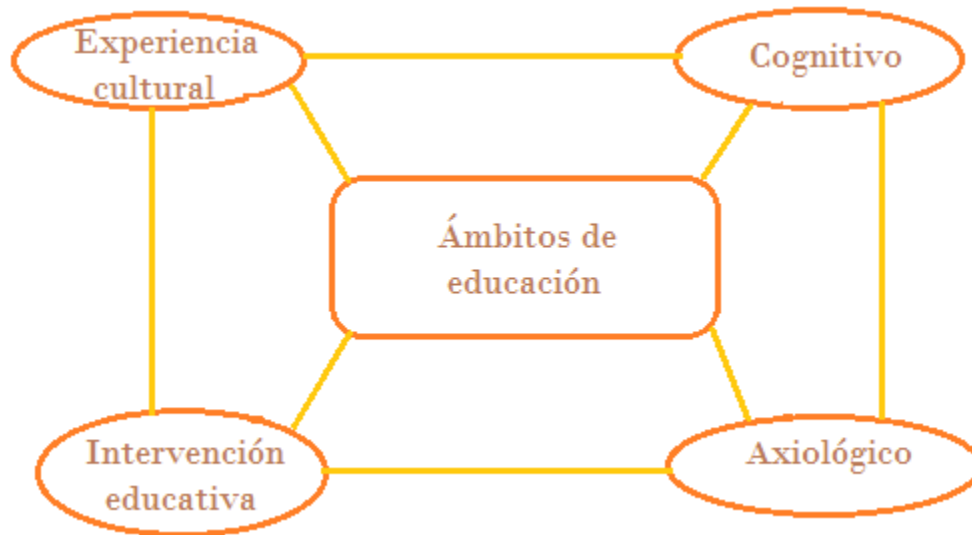 Experiencia
cultural
Cognitivo
Ámbitos de
educación
Intervención
educativa
Axiológico